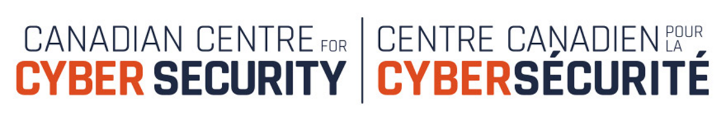 CANADIAN CENTRE FOR
CYBER SECURITY
CENTRE CANADIEN POUR LA
CYBERSÉCURITÉ